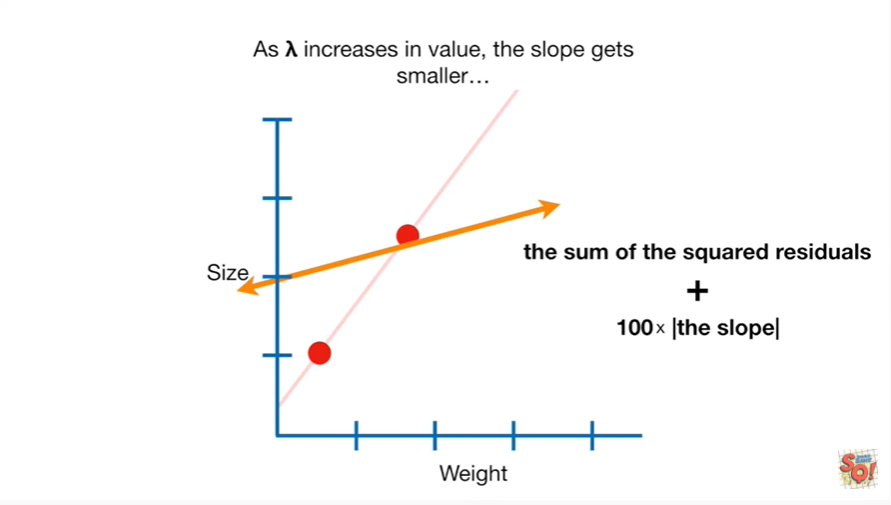 As λ increases in value, the slope gets
smaller...
Size
the sum of the squared residuals
+
100× |the slope|
Weight
SO!